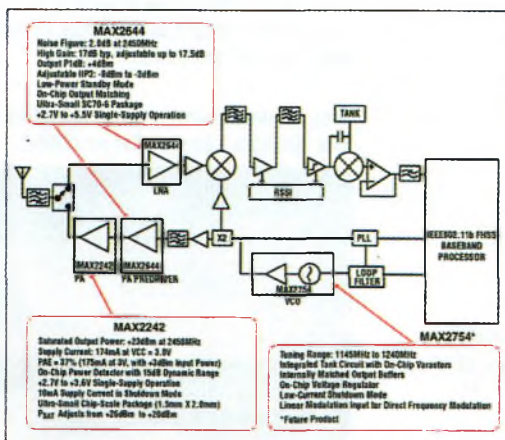 MAX2644
Noise Figure: 2.0dB at 2450MHz
High Gain: 17dB typ, adjustable up to 17.5dB
Output P1dB: +4dBm
Adjustable IIP3: -8dBm to -3dBm
Low-Power Standby Mode
On-Chip Output Matching
Ultra-Small SC70-6 Package
+2.7V to +5.5V Single-Supply Operation
TANK
MAX2644
LNA
RSSI
IEEE802.11b FHSS
BASEBAND
PROCESSOR
X2
PLL
LOOP
FILTER
MAX2242
PA
MAX2644
PA PREDRIVER
MAX2754
VCO
MAX2242
Saturated Output Power: +23dBm at 2450MHz
Supply Current: 174mA at VCC = 3.0V
PAE = 37% (175mA at 3V, with +3dBm Input Power)
On-Chip Power Detector with 15dB Dynamic Range
+2.7V to +3.6V Single-Supply Operation
10mA Supply Current in Shutdown Mode
Ultra-Small Chip-Scale Package (1.5mm X 2.0mm)
PSAT Adjusts from +20dBm to
MAX2754*
Tuning Range: 1145MHz to 1240MHz
Integrated Tank Circuit with On-Chip Varactors
Internally Matched Output Buffers
On-Chip Voltage Regulator
Low-Current Shutdown Mode
Linear Modulation Input for Direct Frequency Modulation
*Future Product